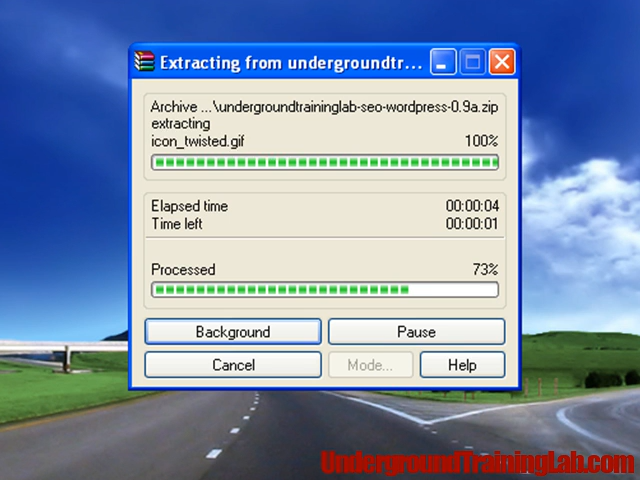 Extracting from undergroundtr...
Archive ...\undergroundtraininglab-seo-wordpress-0.9a.zip
extracting
icon_twisted.gif 100%
Elapsed time 00:00:04
Time left 00:00:01
Processed 73%
Background Pause
Cancel Mode... Help
UndergroundTrainingLab.com